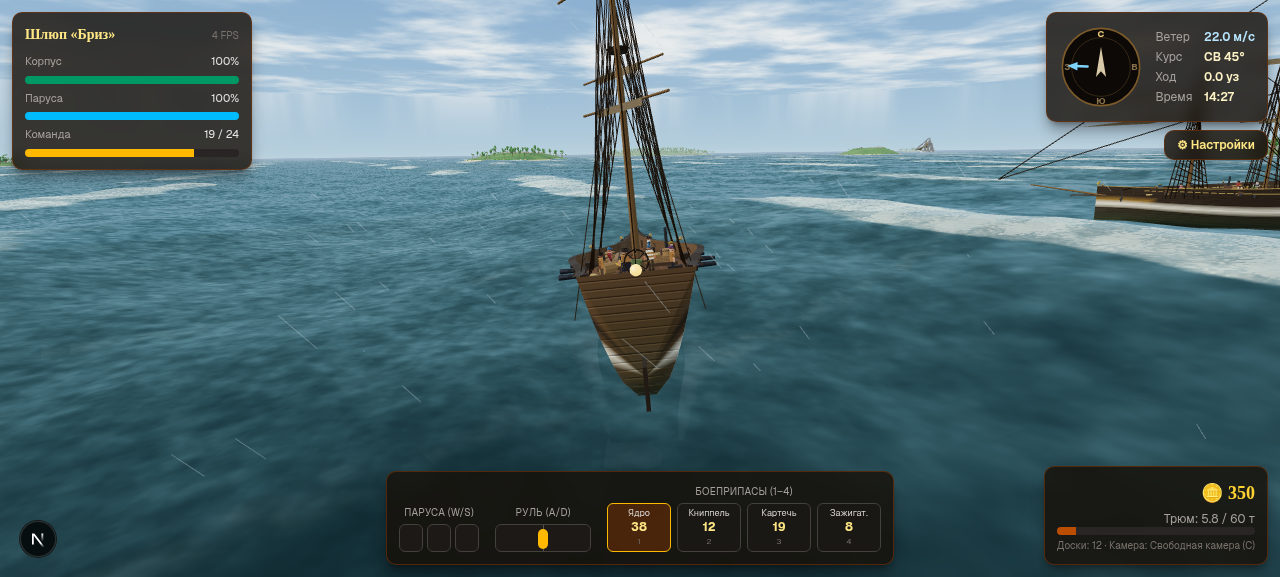 Шлюп «Бриз» 4 FPS
Корпус 100%
Паруса 100%
Команда 19 / 24
С
З В
Ю
Ветер 22.0 м/с
Курс СВ 45°
Ход 0.0 уз
Время 14:27
⚙ Настройки
ПАРУСА (W/S)
РУЛЬ (A/D)
БОЕПРИПАСЫ (1–4)
Ядро Книппель Картечь Зажигат.
38 12 19 8
1 2 3 4
350
Трюм: 5.8 / 60 т
Доски: 12 · Камера: Свободная камера (C)
N